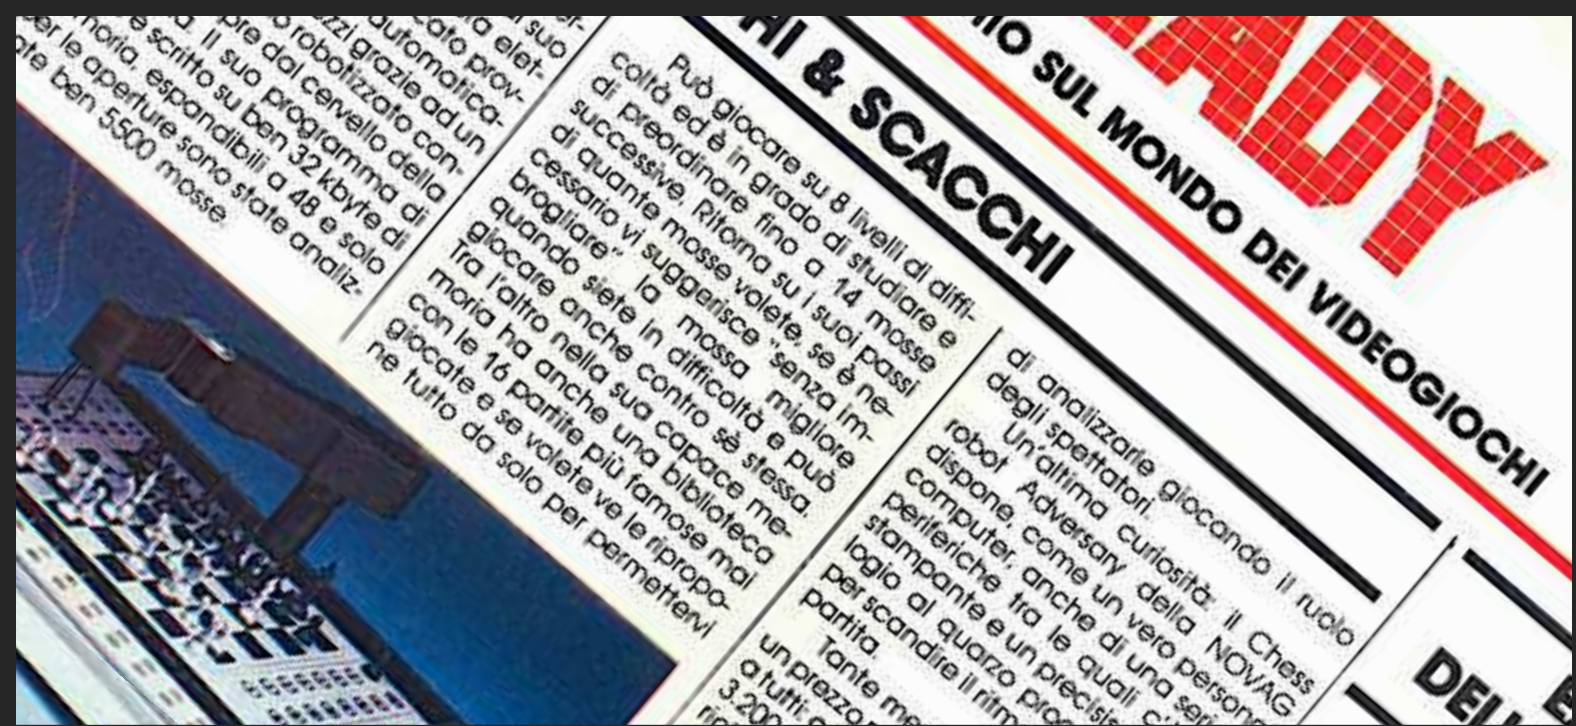 ADY
IO SUL MONDO DEI VIDEOGIOCHI
HI & SCACCHI
suo
a elet-
cato prov-
automatica-
zzi grazie ad un
robotizzato con-
pre dal cervello della
Il suo programma di
è scritto su ben 32 kbyte di
moria, espandibili a 48 e solo
er le aperture sono state analiz-
ate ben 5500 mosse.
Può giocare su 8 livelli di diffi-
coltà ed è in grado di studiare e
di preordinare fino a 14 mosse
successive. Ritorna su i suoi passi
di quante mosse volete, se è ne-
cessario vi suggerisce "senza im-
brogliare" la mossa migliore
quando siete in difficoltà e può
giocare anche contro sè stessa.
Tra l'altro nella sua capace me-
moria ha anche una biblioteca
con le 16 partite più famose mai
giocate e se volete ve le ripropo-
ne tutto da solo per permettervi
di analizzarle giocando il ruolo
degli spettatori.
Un'altima curiosità: il Chess
robot Adversary della NOVAG
dispone, come un vero person
computer, anche di una seri
periferiche tra le quali c'
stampante e un precisis
logio al quarzo prog
per scandire il ritm
partita
Tante me
un prezzo
a tutti:
3.200
DEL